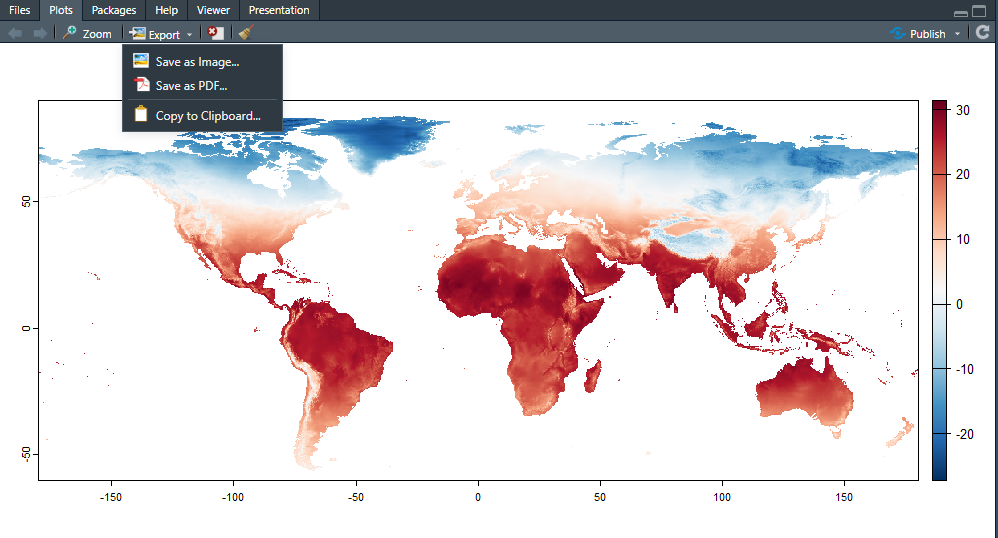 Files Plots Packages Help Viewer Presentation
Zoom Export Publish
Save as Image...
Save as PDF...
Copy to Clipboard...
30
20
10
0
-10
-20
50
0
-50
-150 -100 -50 0 50 100 150